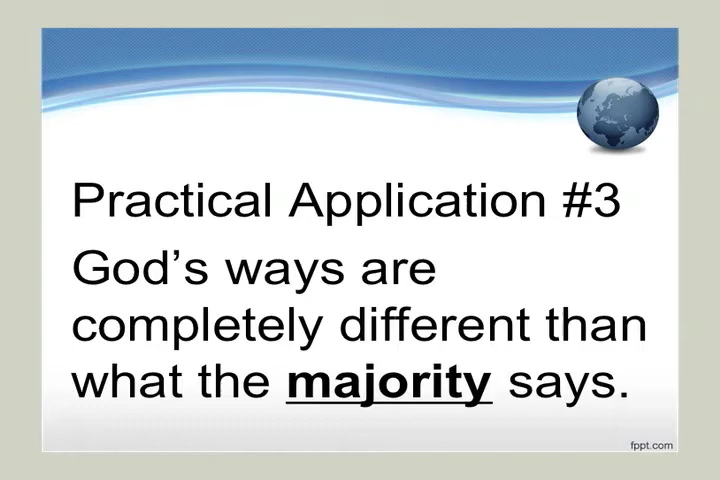 Practical Application #3
God’s ways are
completely different than
what the majority says.
fppt.com